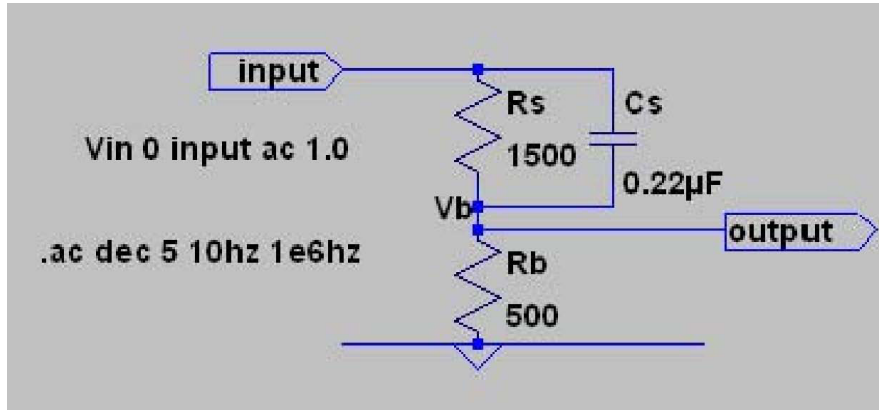 input
Rs
Cs
1500
Vin 0 input ac 1.0
0.22µF
Vb
output
.ac dec 5 10hz 1e6hz
Rb
500